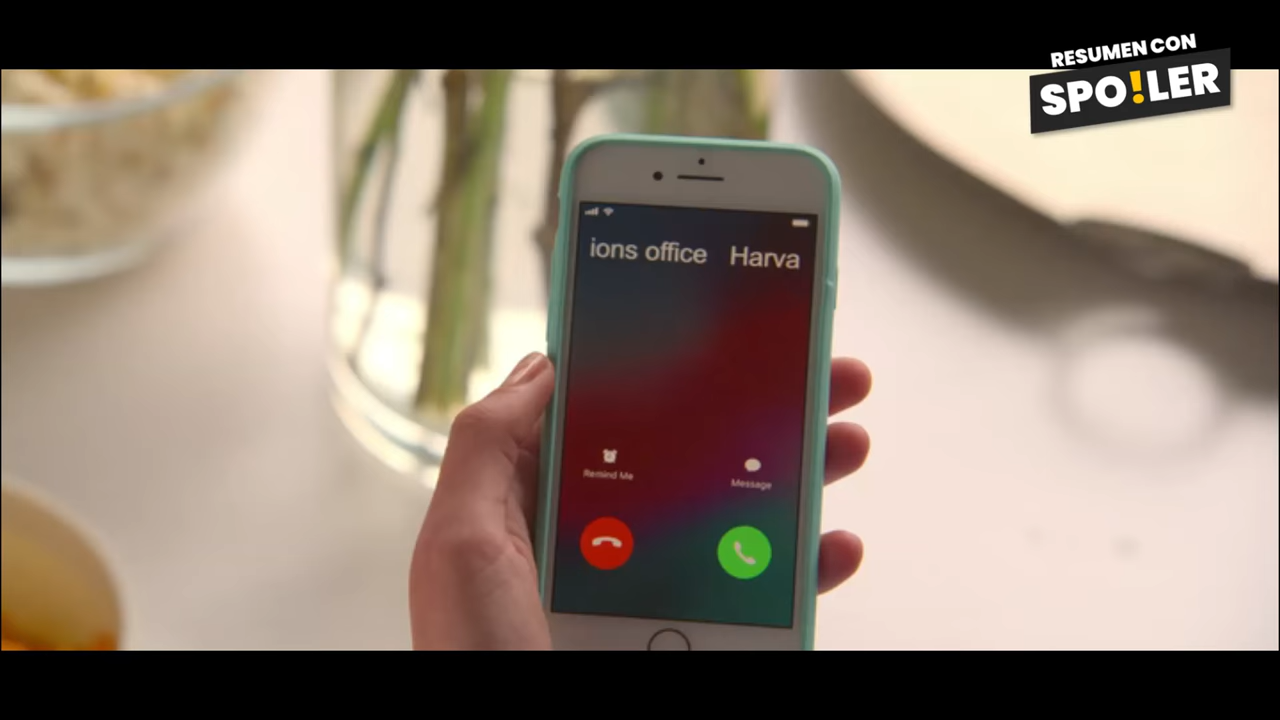 RESUMEN CON
SPO!LER
ions office Harva
Remind Me
Message